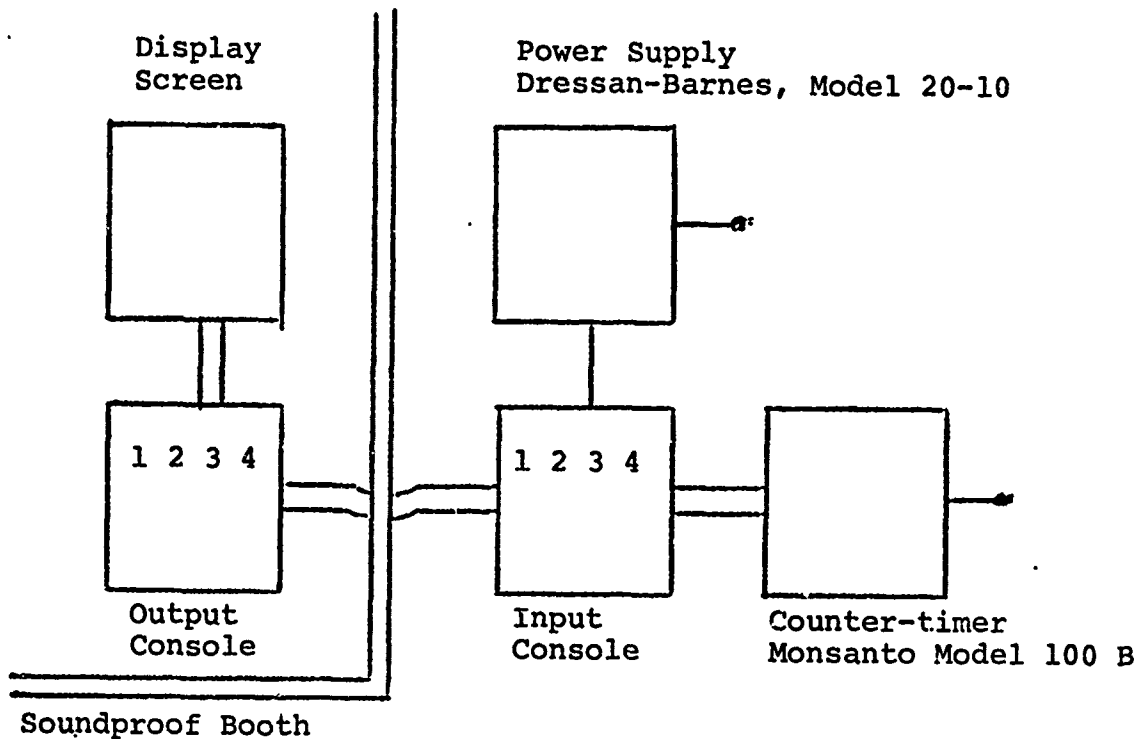 Display
Screen
Power Supply
Dressan-Barnes, Model 20-10
1 2 3 4
1 2 3 4
Output
Console
Input
Console
Counter-timer
Monsanto Model 100 B
Soundproof Booth